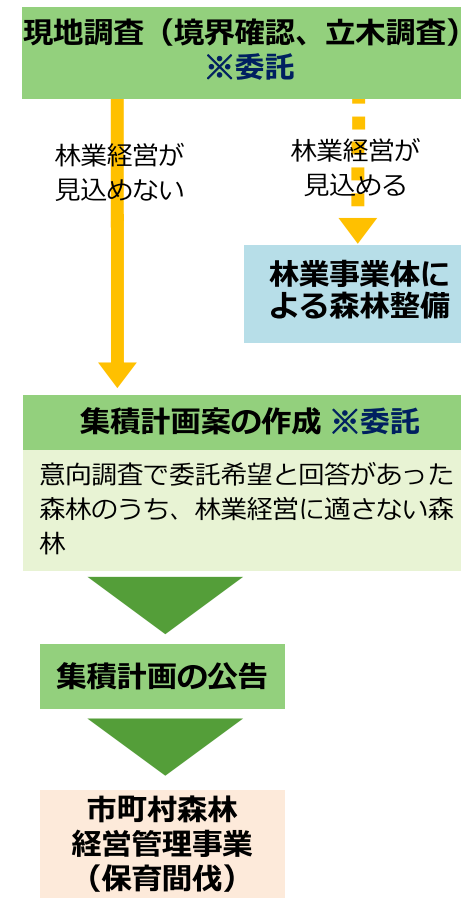 現地調査（境界確認、立木調査）
※委託
林業経営が
見込めない
林業経営が
見込める
林業事業体に
よる森林整備
集積計画案の作成 ※委託
意向調査で委託希望と回答があった
森林のうち、林業経営に適さない森
林
集積計画の公告
市町村森林
経営管理事業
（保育間伐）